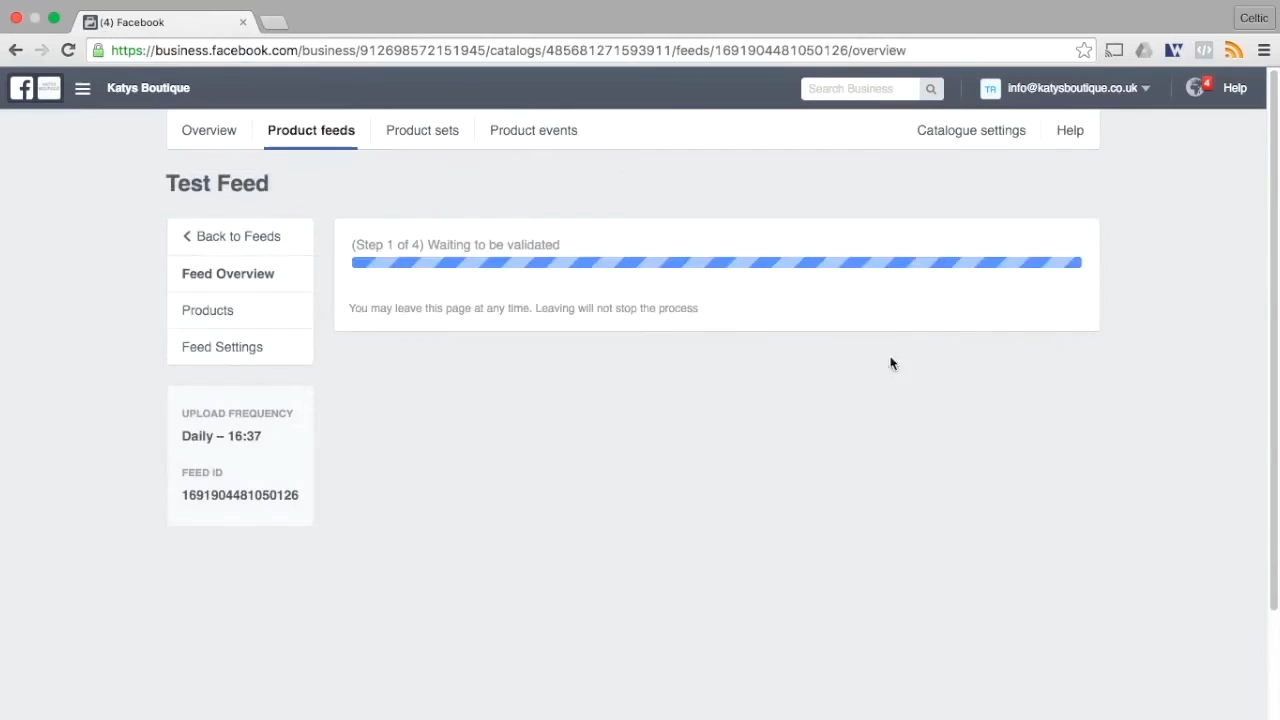 (4) Facebook
Celtic
https://business.facebook.com/business/912698572151945/catalogs/485681271593911/feeds/1691904481050126/overview
Katys Boutique
Search Business
TR
info@katysboutique.co.uk
4
Help
Overview
Product feeds
Product sets
Product events
Catalogue settings
Help
Test Feed
Back to Feeds
Feed Overview
Products
Feed Settings
(Step 1 of 4) Waiting to be validated
You may leave this page at any time. Leaving will not stop the process
UPLOAD FREQUENCY
Daily – 16:37
FEED ID
1691904481050126